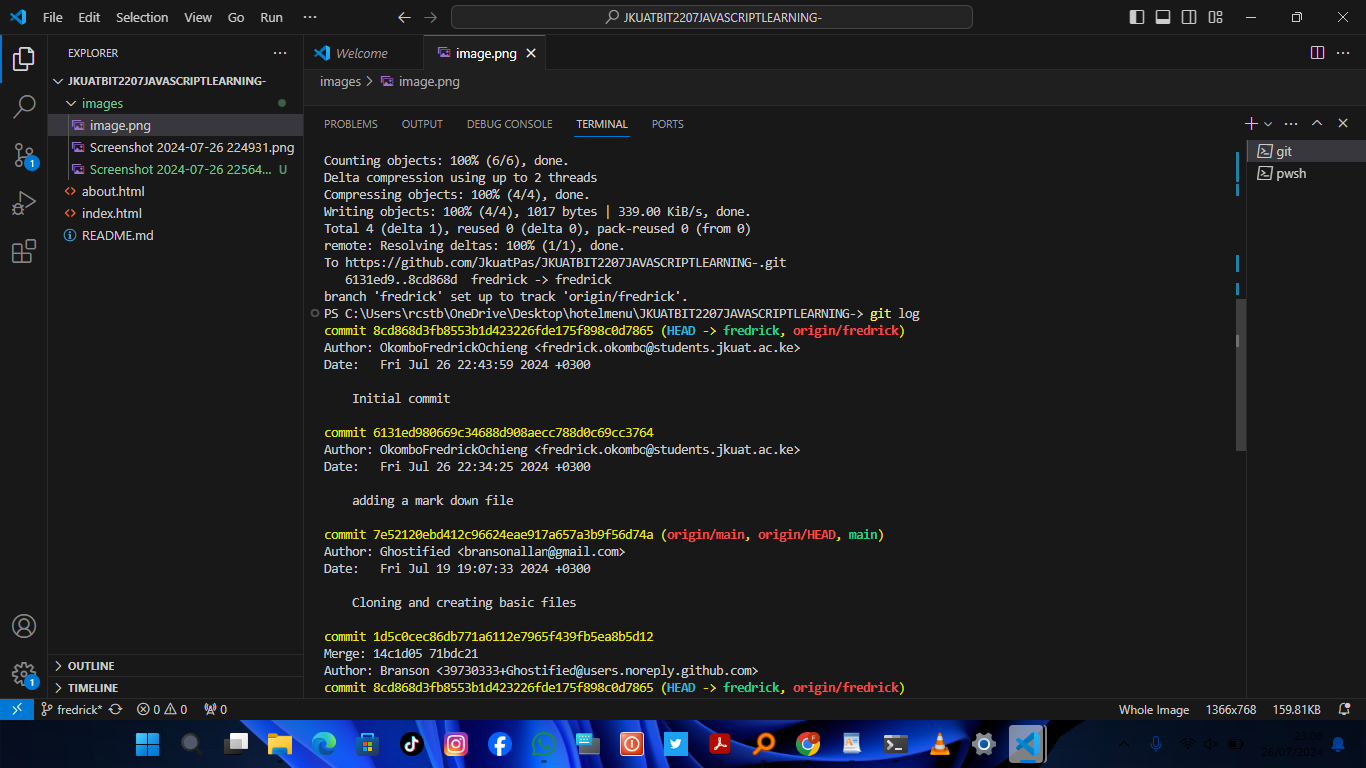 File Edit Selection View Go Run ···
JKUATBIT2207JAVASCRIPTLEARNING-
EXPLORER
JKUATBIT2207JAVASCRIPTLEARNING-
images
image.png
Screenshot 2024-07-26 224931.png
Screenshot 2024-07-26 22564... U
about.html
index.html
README.md
OUTLINE
TIMELINE
Welcome
image.png
images > image.png
PROBLEMS OUTPUT DEBUG CONSOLE TERMINAL PORTS
git
pwsh
Counting objects: 100% (6/6), done.
Delta compression using up to 2 threads
Compressing objects: 100% (4/4), done.
Writing objects: 100% (4/4), 1017 bytes | 339.00 KiB/s, done.
Total 4 (delta 1), reused 0 (delta 0), pack-reused 0 (from 0)
remote: Resolving deltas: 100% (1/1), done.
To https://github.com/JkuatPas/JKUATBIT2207JAVASCRIPTLEARNING-.git
6131ed9..8cd868d fredrick -> fredrick
branch 'fredrick' set up to track 'origin/fredrick'.
PS C:\Users\rcstb\OneDrive\Desktop\hotelmenu\JKUATBIT2207JAVASCRIPTLEARNING-> git log
commit 8cd868d3fb8553b1d423226fde175f898c0d7865 (HEAD -> fredrick, origin/fredrick)
Author: OkomboFredrickOchieng <fredrick.okombo@students.jkuat.ac.ke>
Date: Fri Jul 26 22:43:59 2024 +0300
Initial commit
commit 6131ed980669c34688d908aecc788d0c69cc3764
Author: OkomboFredrickOchieng <fredrick.okombo@students.jkuat.ac.ke>
Date: Fri Jul 26 22:34:25 2024 +0300
adding a mark down file
commit 7e52120ebd412c96624eae917a657a3b9f56d74a (origin/main, origin/HEAD, main)
Author: Ghostified <bransonallan@gmail.com>
Date: Fri Jul 19 19:07:33 2024 +0300
Cloning and creating basic files
commit 1d5c0cec86db771a6112e7965f439fb5ea8b5d12
Merge: 14c1d05 71bdc21
Author: Branson <39730333+Ghostified@users.noreply.github.com>
commit 8cd868d3fb8553b1d423226fde175f898c0d7865 (HEAD -> fredrick, origin/fredrick)
fredrick* 0 0 0
Whole Image 1366x768 159.81KB
23:06
26/07/2024